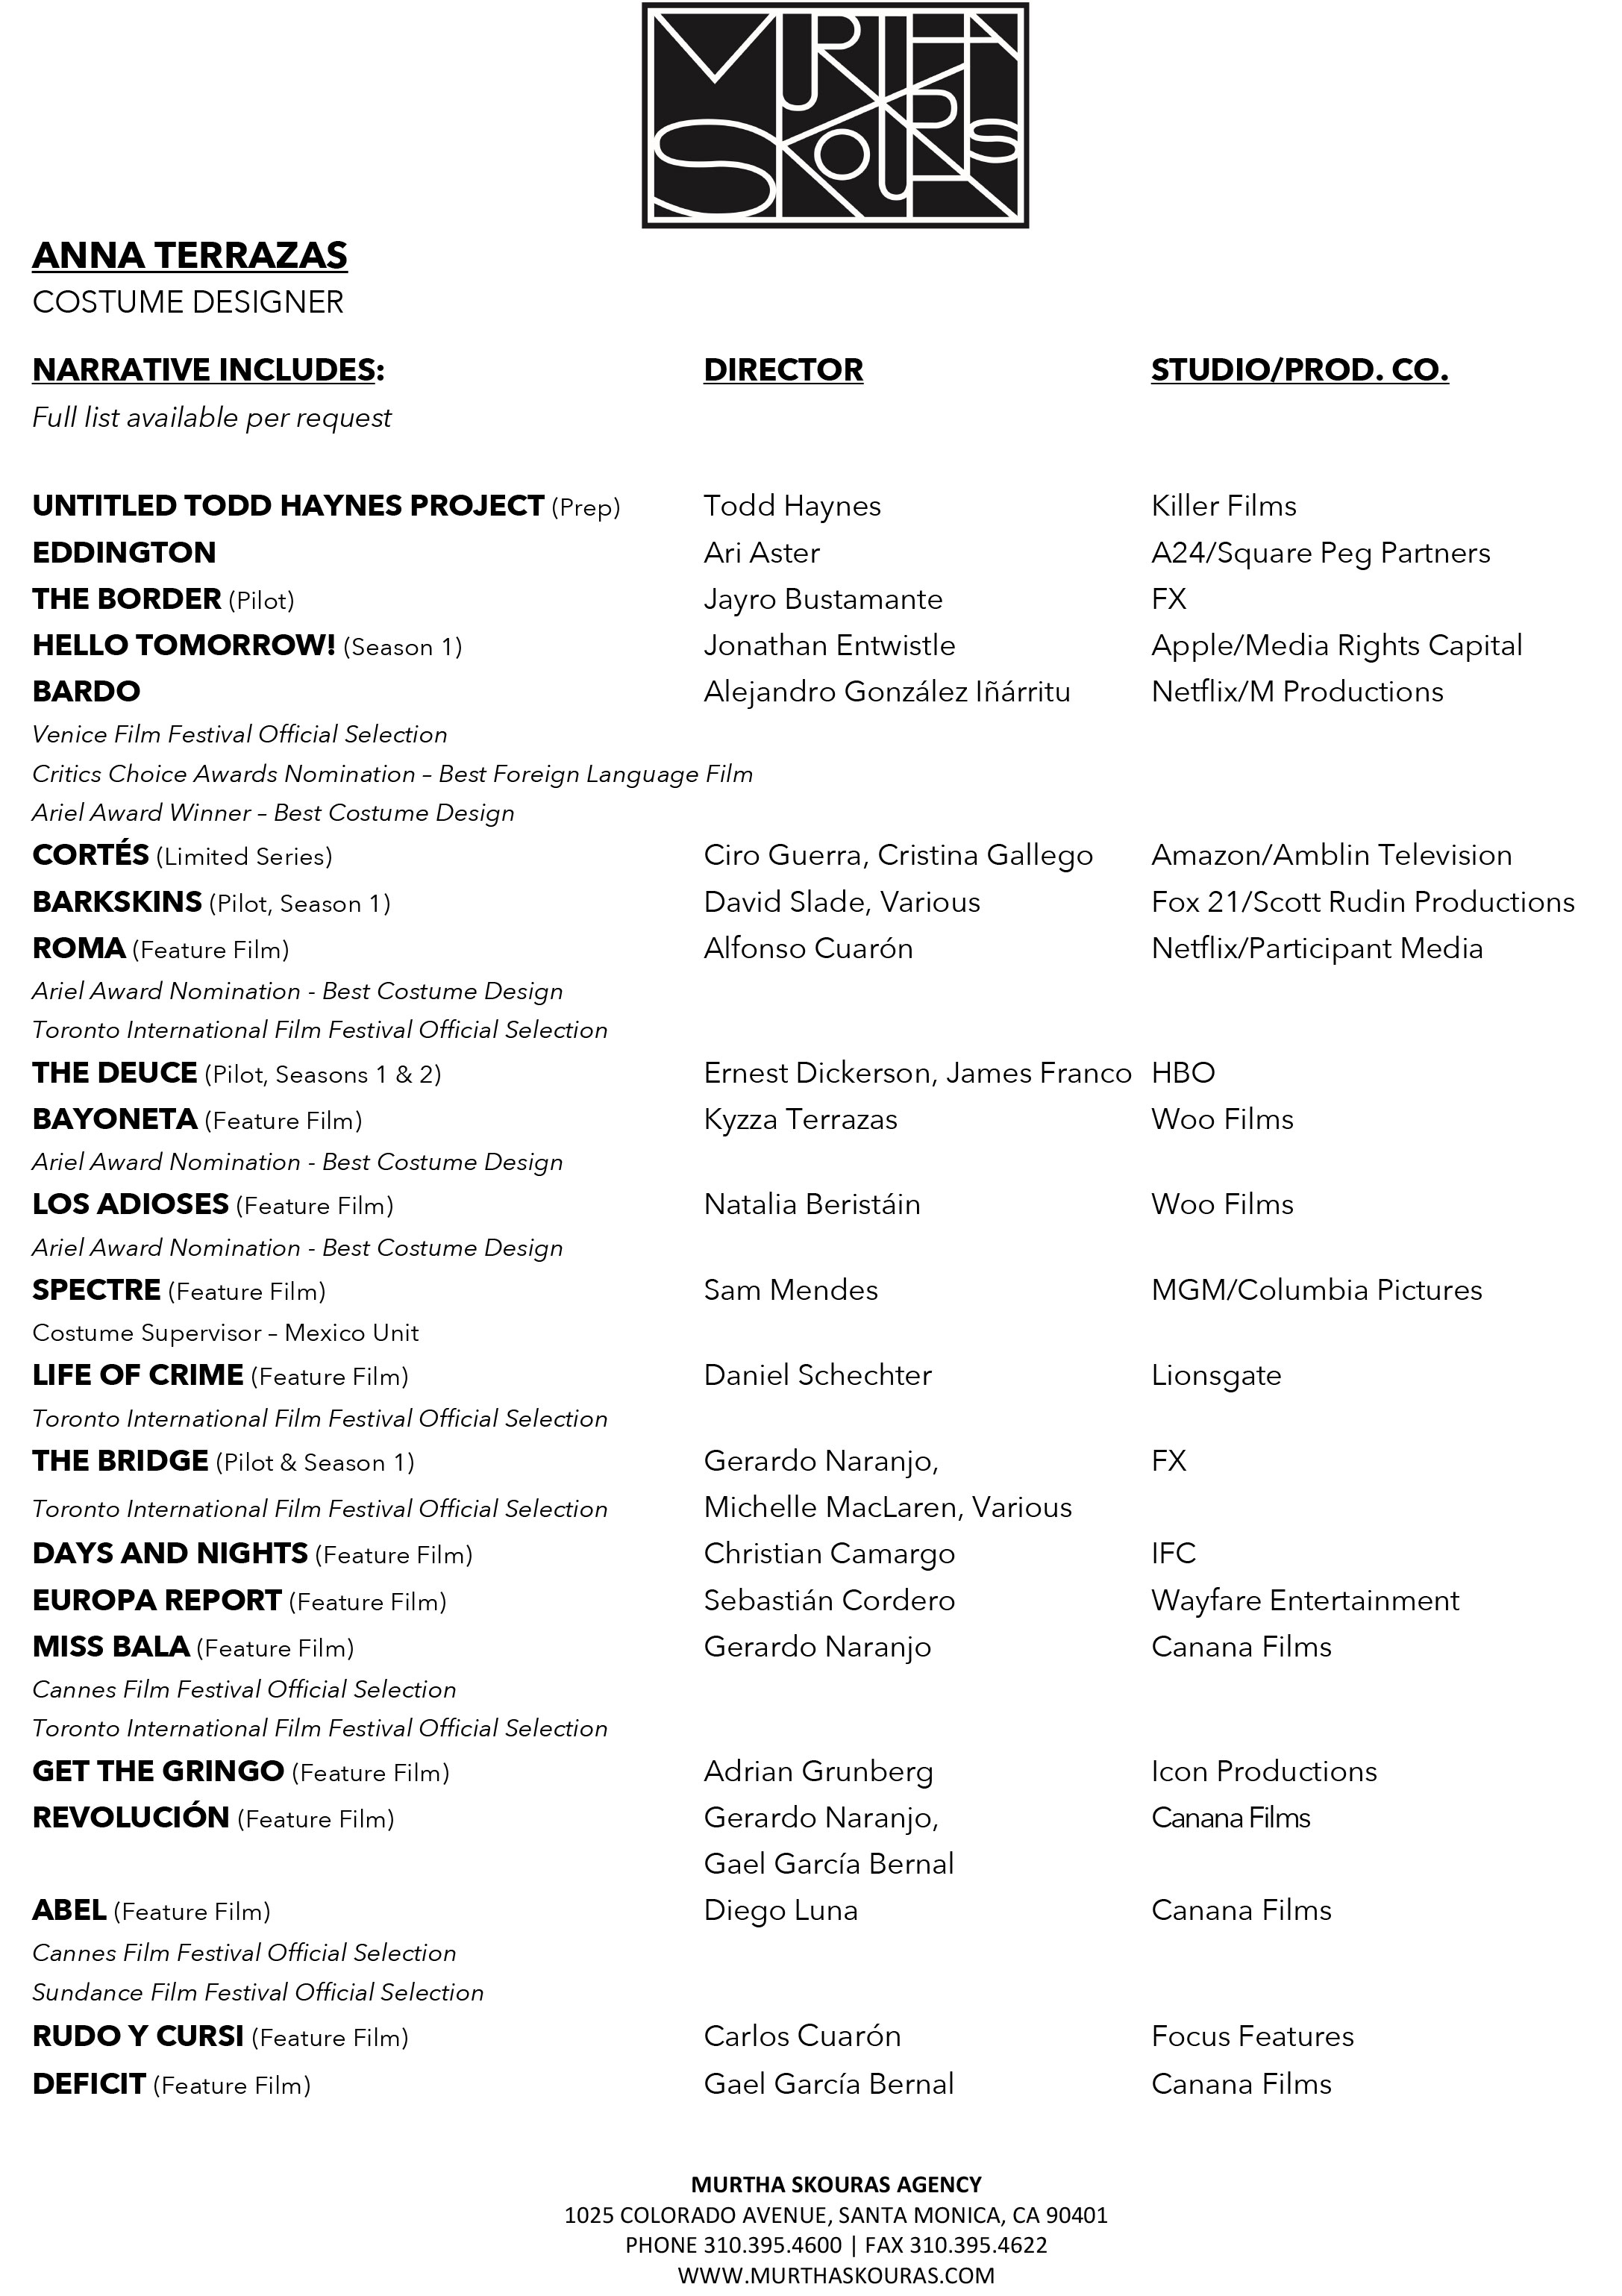 MURTHA
SKOURAS
ANNA TERRAZAS
COSTUME DESIGNER
NARRATIVE INCLUDES: DIRECTOR STUDIO/PROD. CO.
Full list available per request
UNTITLED TODD HAYNES PROJECT (Prep) Todd Haynes Killer Films
EDDINGTON Ari Aster A24/Square Peg Partners
THE BORDER (Pilot) Jayro Bustamante FX
HELLO TOMORROW! (Season 1) Jonathan Entwistle Apple/Media Rights Capital
BARDO Alejandro González Iñárritu Netflix/M Productions
Venice Film Festival Official Selection
Critics Choice Awards Nomination – Best Foreign Language Film
Ariel Award Winner – Best Costume Design
CORTÉS (Limited Series) Ciro Guerra, Cristina Gallego Amazon/Amblin Television
BARKSKINS (Pilot, Season 1) David Slade, Various Fox 21/Scott Rudin Productions
ROMA (Feature Film) Alfonso Cuarón Netflix/Participant Media
Ariel Award Nomination - Best Costume Design
Toronto International Film Festival Official Selection
THE DEUCE (Pilot, Seasons 1 & 2) Ernest Dickerson, James Franco HBO
BAYONETA (Feature Film) Kyzza Terrazas Woo Films
Ariel Award Nomination - Best Costume Design
LOS ADIOSES (Feature Film) Natalia Beristáin Woo Films
Ariel Award Nomination - Best Costume Design
SPECTRE (Feature Film) Sam Mendes MGM/Columbia Pictures
Costume Supervisor – Mexico Unit
LIFE OF CRIME (Feature Film) Daniel Schechter Lionsgate
Toronto International Film Festival Official Selection
THE BRIDGE (Pilot & Season 1) Gerardo Naranjo, FX
Toronto International Film Festival Official Selection Michelle MacLaren, Various
DAYS AND NIGHTS (Feature Film) Christian Camargo IFC
EUROPA REPORT (Feature Film) Sebastián Cordero Wayfare Entertainment
MISS BALA (Feature Film) Gerardo Naranjo Canana Films
Cannes Film Festival Official Selection
Toronto International Film Festival Official Selection
GET THE GRINGO (Feature Film) Adrian Grunberg Icon Productions
REVOLUCIÓN (Feature Film) Gerardo Naranjo, Canana Films
Gael García Bernal
ABEL (Feature Film) Diego Luna Canana Films
Cannes Film Festival Official Selection
Sundance Film Festival Official Selection
RUDO Y CURSI (Feature Film) Carlos Cuarón Focus Features
DEFICIT (Feature Film) Gael García Bernal Canana Films
MURTHA SKOURAS AGENCY
1025 COLORADO AVENUE, SANTA MONICA, CA 90401
PHONE 310.395.4600 | FAX 310.395.4622
WWW.MURTHASKOURAS.COM